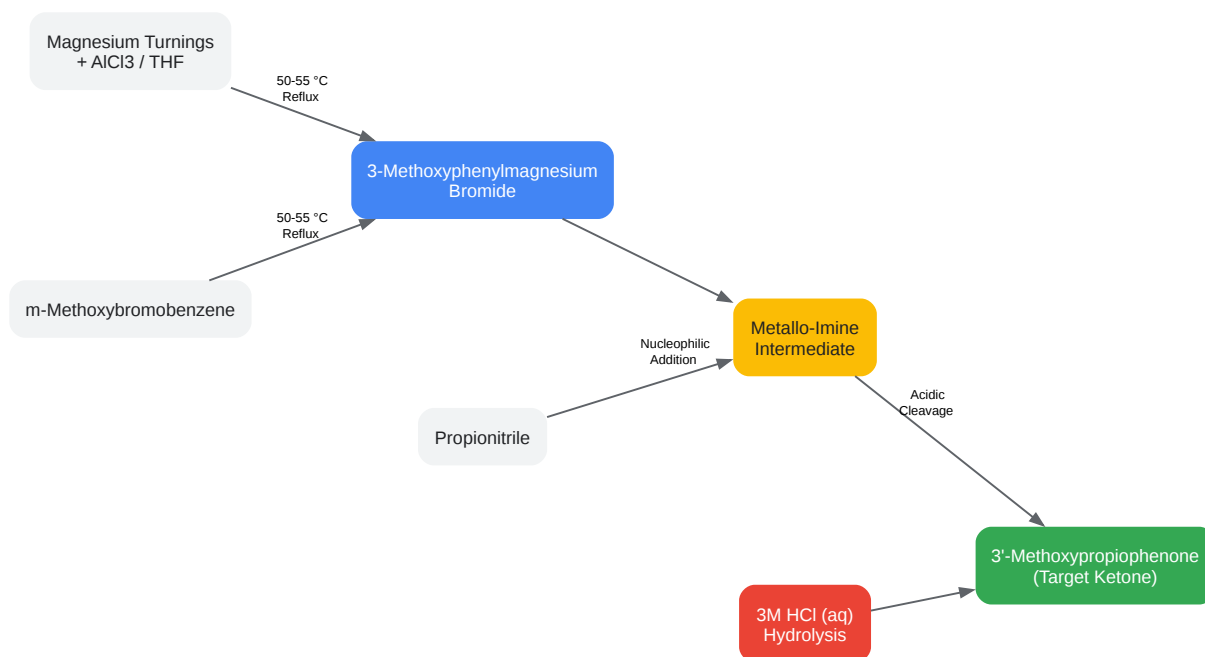 Magnesium Turnings
+ AlCl3 / THF
50-55 °C
Reflux
3-Methoxyphenylmagnesium
Bromide
50-55 °C
Reflux
m-Methoxybromobenzene
Metallo-Imine
Intermediate
Nucleophilic
Addition
Propionitrile
Acidic
Cleavage
3'-Methoxypropiophenone
(Target Ketone)
3M HCl (aq)
Hydrolysis